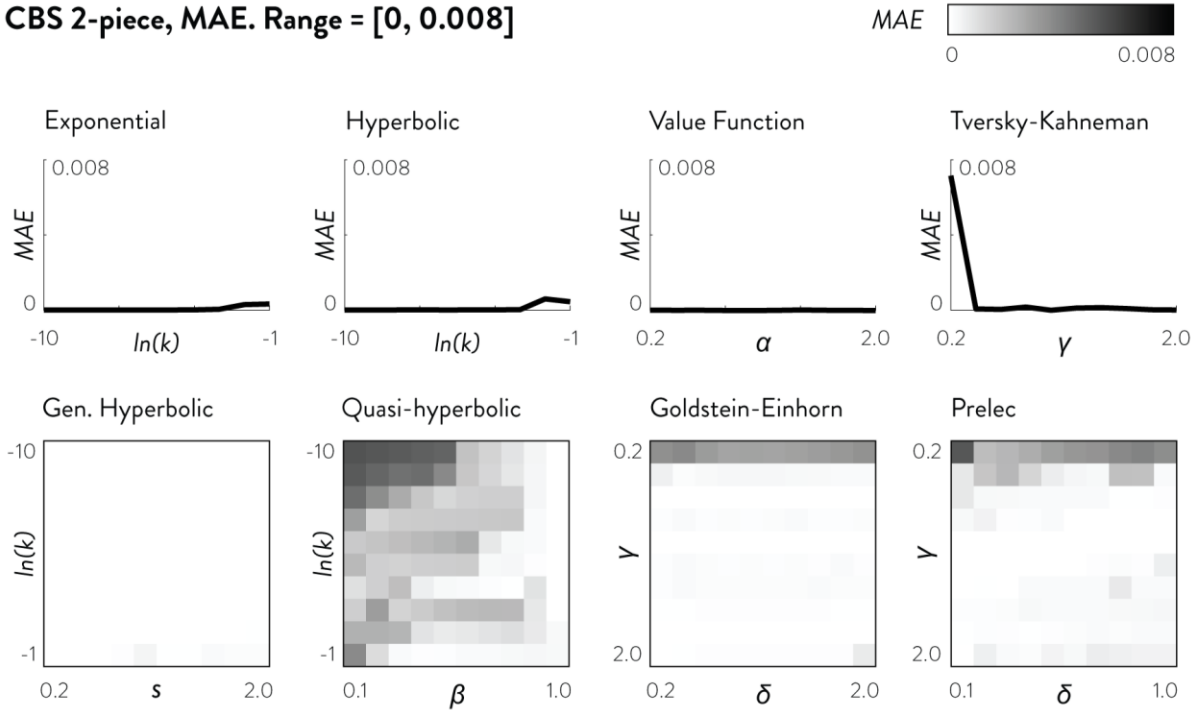 CBS 2-piece, MAE. Range = [0, 0.008]
MAE
0 0.008
Exponential
0.008
MAE
0
-10 ln(k) -1
Hyperbolic
0.008
MAE
0
-10 ln(k) -1
Value Function
0.008
MAE
0
0.2 α 2.0
Tversky-Kahneman
0.008
MAE
0
0.2 γ 2.0
Gen. Hyperbolic
-10
ln(k)
-1
0.2 s 2.0
Quasi-hyperbolic
-10
ln(k)
-1
0.1 β 1.0
Goldstein-Einhorn
0.2
γ
2.0
0.2 δ 2.0
Prelec
0.2
γ
2.0
0.1 δ 1.0